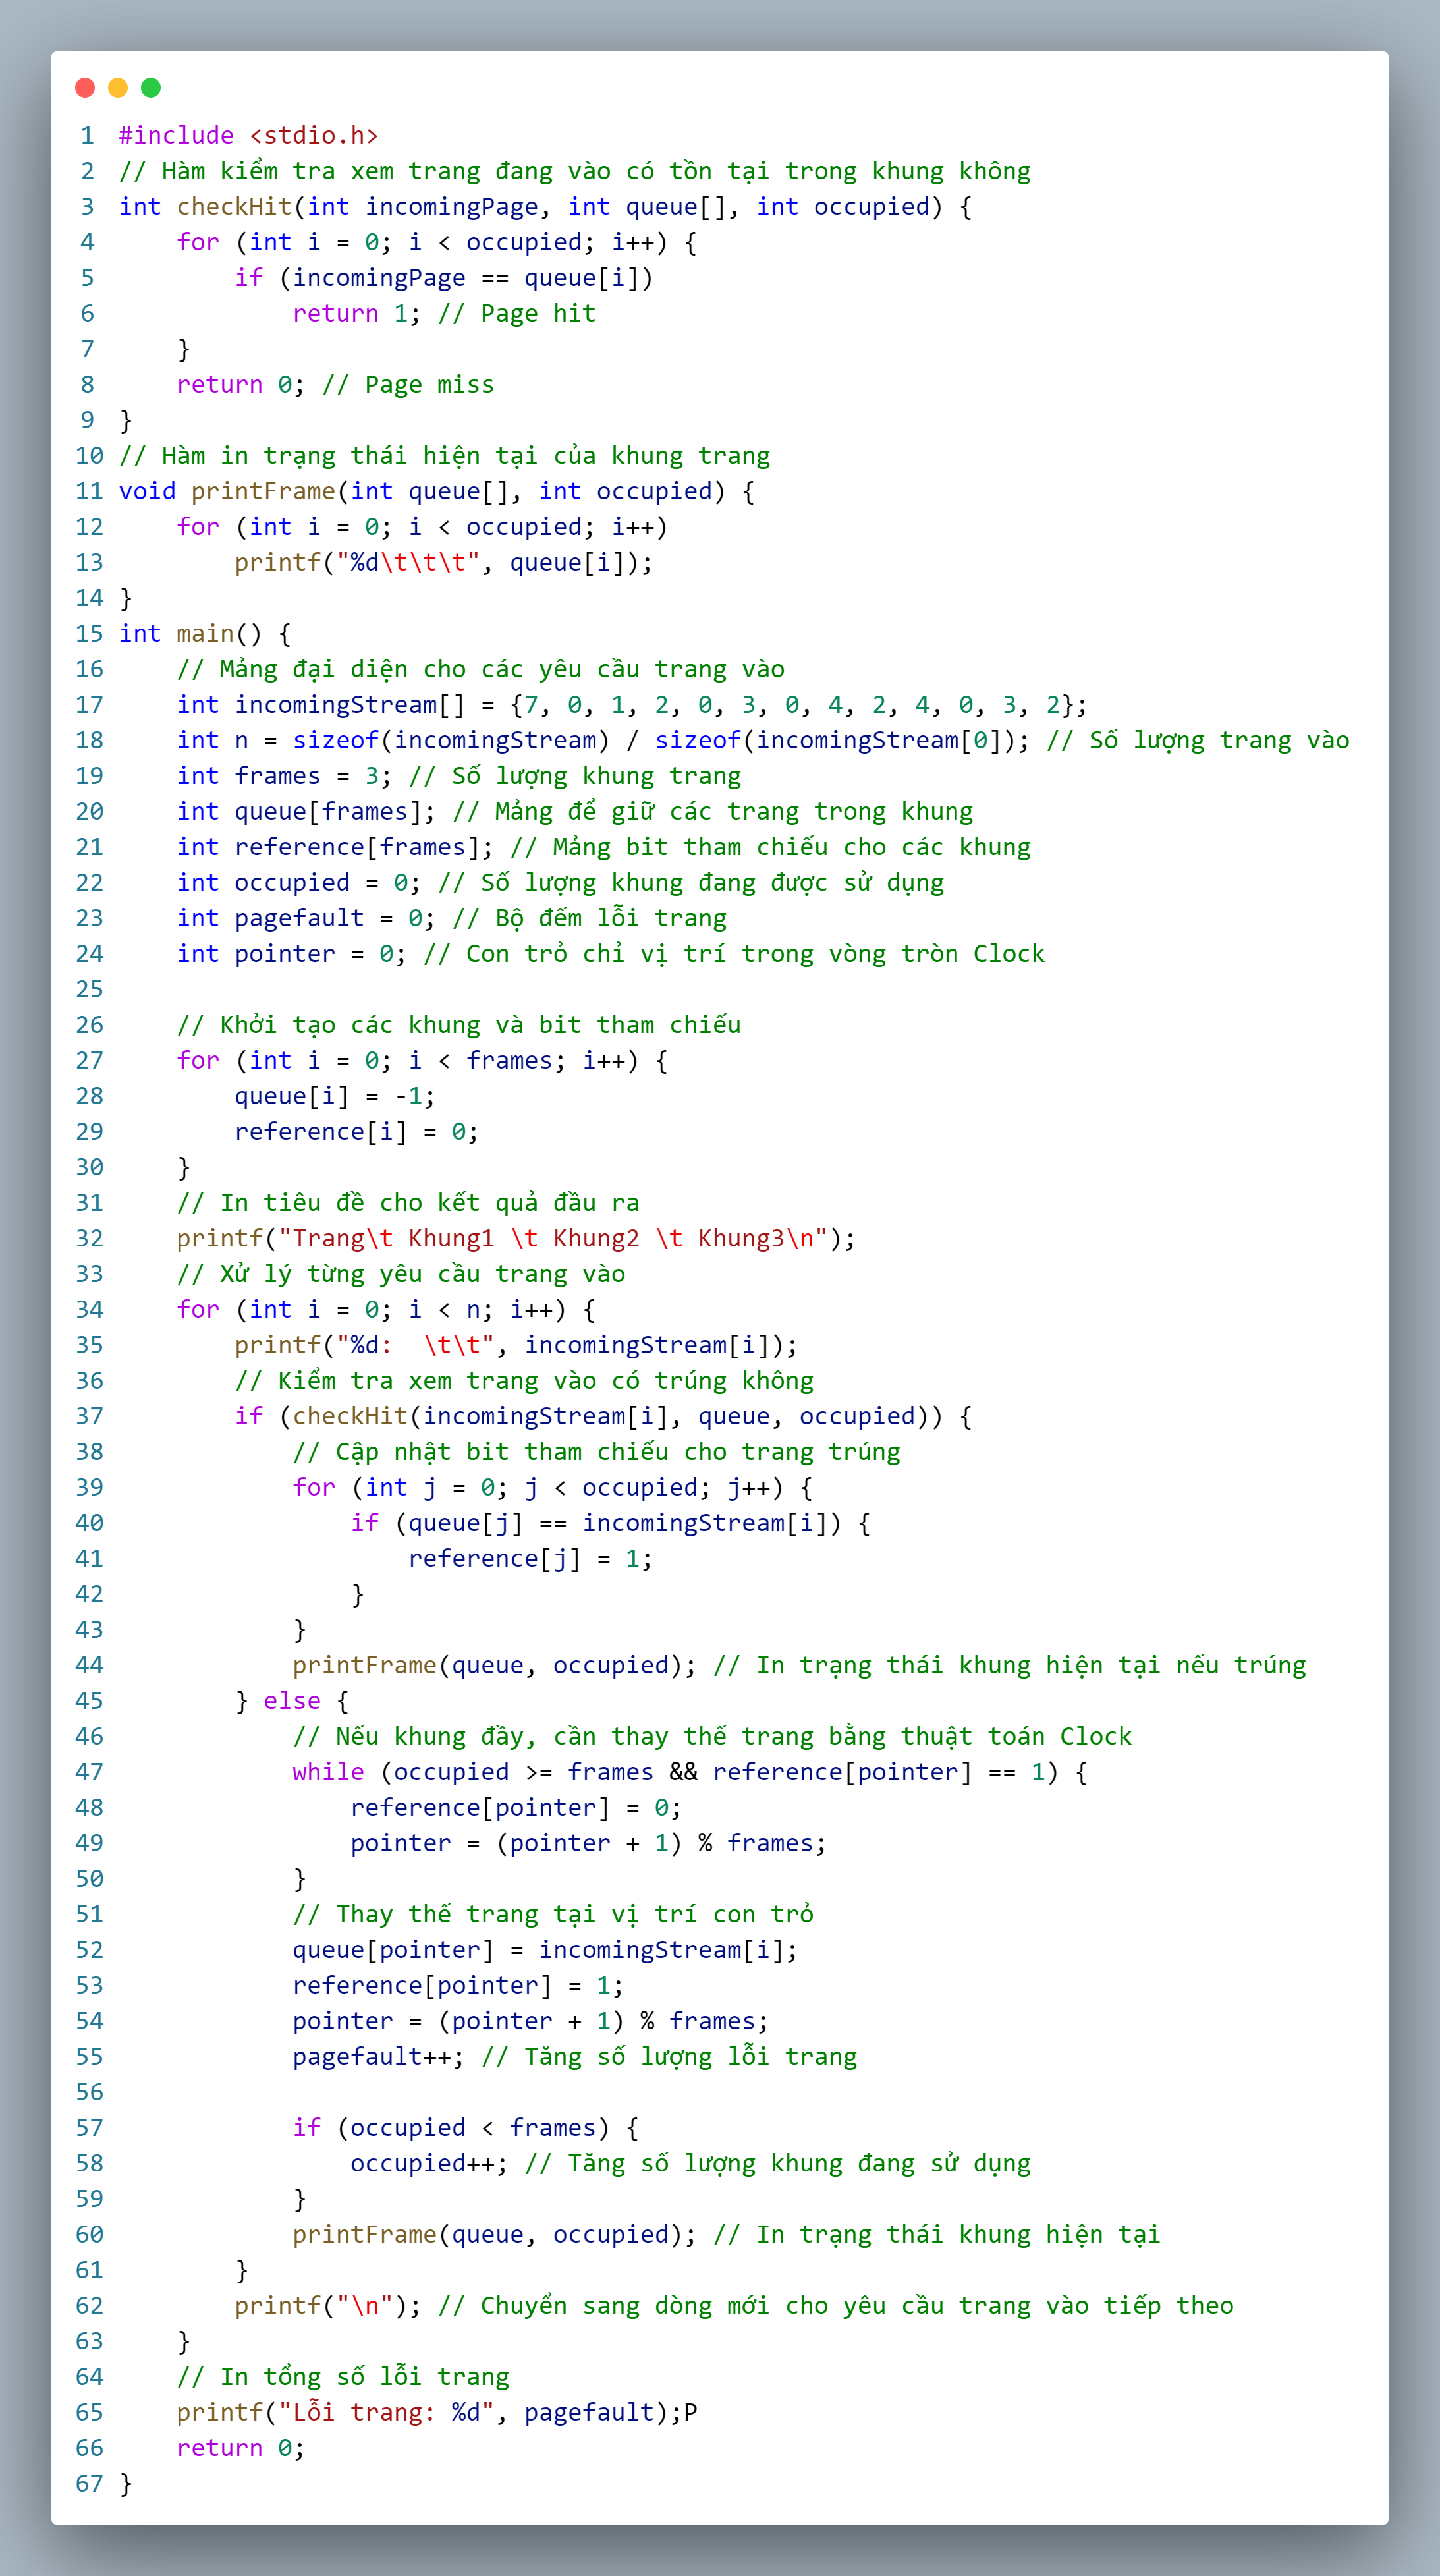 1 #include <stdio.h>
2 // Hàm kiểm tra xem trang đang vào có tồn tại trong khung không
3 int checkHit(int incomingPage, int queue[], int occupied) {
4     for (int i = 0; i < occupied; i++) {
5         if (incomingPage == queue[i])
6             return 1; // Page hit
7     }
8     return 0; // Page miss
9 }
10 // Hàm in trạng thái hiện tại của khung trang
11 void printFrame(int queue[], int occupied) {
12     for (int i = 0; i < occupied; i++)
13         printf("%d\t\t\t", queue[i]);
14 }
15 int main() {
16     // Mảng đại diện cho các yêu cầu trang vào
17     int incomingStream[] = {7, 0, 1, 2, 0, 3, 0, 4, 2, 4, 0, 3, 2};
18     int n = sizeof(incomingStream) / sizeof(incomingStream[0]); // Số lượng trang vào
19     int frames = 3; // Số lượng khung trang
20     int queue[frames]; // Mảng để giữ các trang trong khung
21     int reference[frames]; // Mảng bit tham chiếu cho các khung
22     int occupied = 0; // Số lượng khung đang được sử dụng
23     int pagefault = 0; // Bộ đếm lỗi trang
24     int pointer = 0; // Con trỏ chỉ vị trí trong vòng tròn Clock
25
26     // Khởi tạo các khung và bit tham chiếu
27     for (int i = 0; i < frames; i++) {
28         queue[i] = -1;
29         reference[i] = 0;
30     }
31     // In tiêu đề cho kết quả đầu ra
32     printf("Trang\t Khung1 \t Khung2 \t Khung3\n");
33     // Xử lý từng yêu cầu trang vào
34     for (int i = 0; i < n; i++) {
35         printf("%d:  \t\t", incomingStream[i]);
36         // Kiểm tra xem trang vào có trúng không
37         if (checkHit(incomingStream[i], queue, occupied)) {
38             // Cập nhật bit tham chiếu cho trang trúng
39             for (int j = 0; j < occupied; j++) {
40                 if (queue[j] == incomingStream[i]) {
41                     reference[j] = 1;
42                 }
43             }
44             printFrame(queue, occupied); // In trạng thái khung hiện tại nếu trúng
45         } else {
46             // Nếu khung đầy, cần thay thế trang bằng thuật toán Clock
47             while (occupied >= frames && reference[pointer] == 1) {
48                 reference[pointer] = 0;
49                 pointer = (pointer + 1) % frames;
50             }
51             // Thay thế trang tại vị trí con trỏ
52             queue[pointer] = incomingStream[i];
53             reference[pointer] = 1;
54             pointer = (pointer + 1) % frames;
55             pagefault++; // Tăng số lượng lỗi trang
56
57             if (occupied < frames) {
58                 occupied++; // Tăng số lượng khung đang sử dụng
59             }
60             printFrame(queue, occupied); // In trạng thái khung hiện tại
61         }
62         printf("\n"); // Chuyển sang dòng mới cho yêu cầu trang vào tiếp theo
63     }
64     // In tổng số lỗi trang
65     printf("Lỗi trang: %d", pagefault);P
66     return 0;
67 }